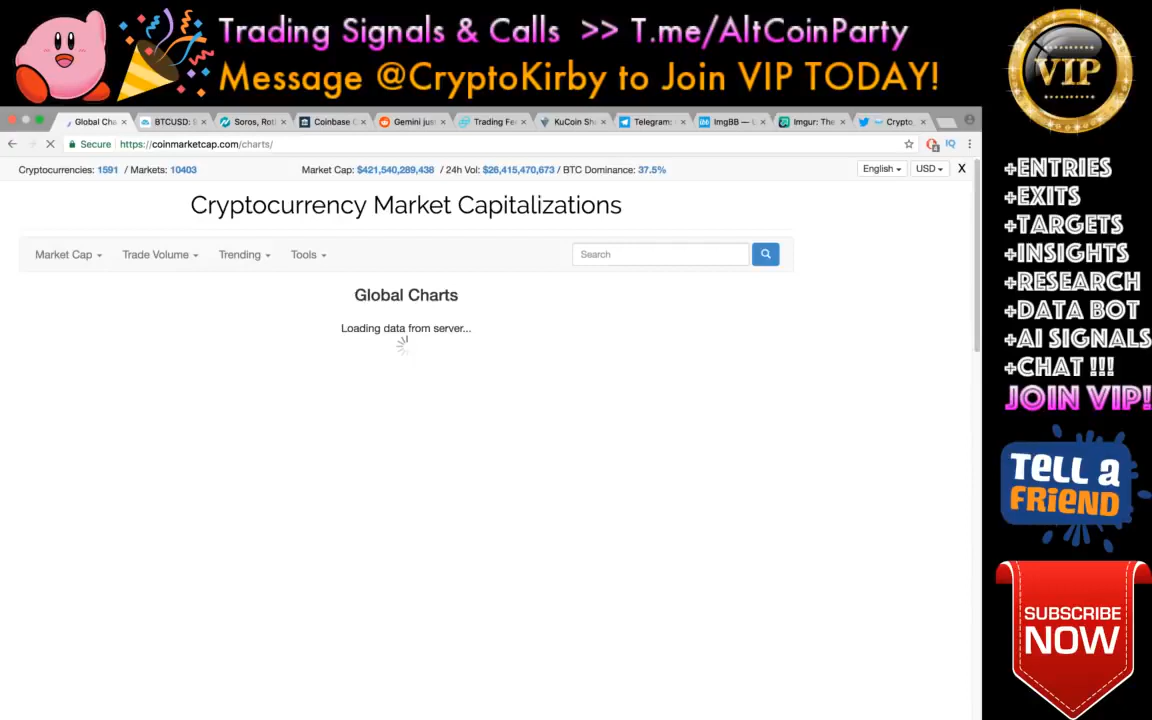 Trading Signals & Calls >> T.me/AltCoinParty
Message @CryptoKirby to Join VIP TODAY!
VIP
Global Cha
BTCUSD:
Soros, Rot
Coinbase
Gemini jus
Trading Fe
KuCoin Sh
Telegram:
ImgBB —
Imgur: The
Crypto
Secure https://coinmarketcap.com/charts/
IQ
Cryptocurrencies: 1591 / Markets: 10403
Market Cap: $421,540,289,438 / 24h Vol: $26,415,470,673 / BTC Dominance: 37.5%
English
USD
X
Cryptocurrency Market Capitalizations
Market Cap
Trade Volume
Trending
Tools
Search
Global Charts
Loading data from server...
+ENTRIES
+EXITS
+TARGETS
+INSIGHTS
+RESEARCH
+DATA BOT
+AI SIGNALS
+CHAT !!!
JOIN VIP!
TELL a
FRiEND
SUBSCRIBE
NOW